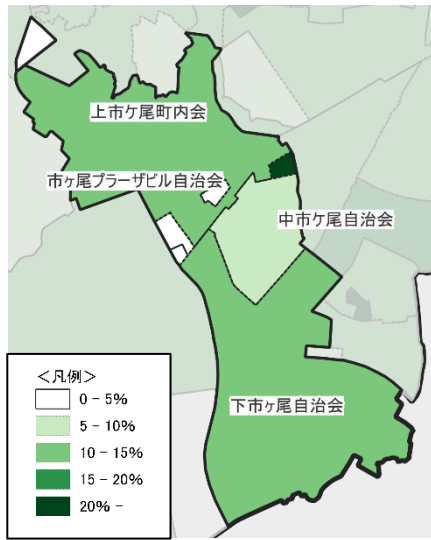 上市ケ尾町内会
市ヶ尾プラーザビル自治会
中市ケ尾自治会
下市ヶ尾自治会
＜凡例＞
0 - 5%
5 - 10%
10 - 15%
15 - 20%
20% -